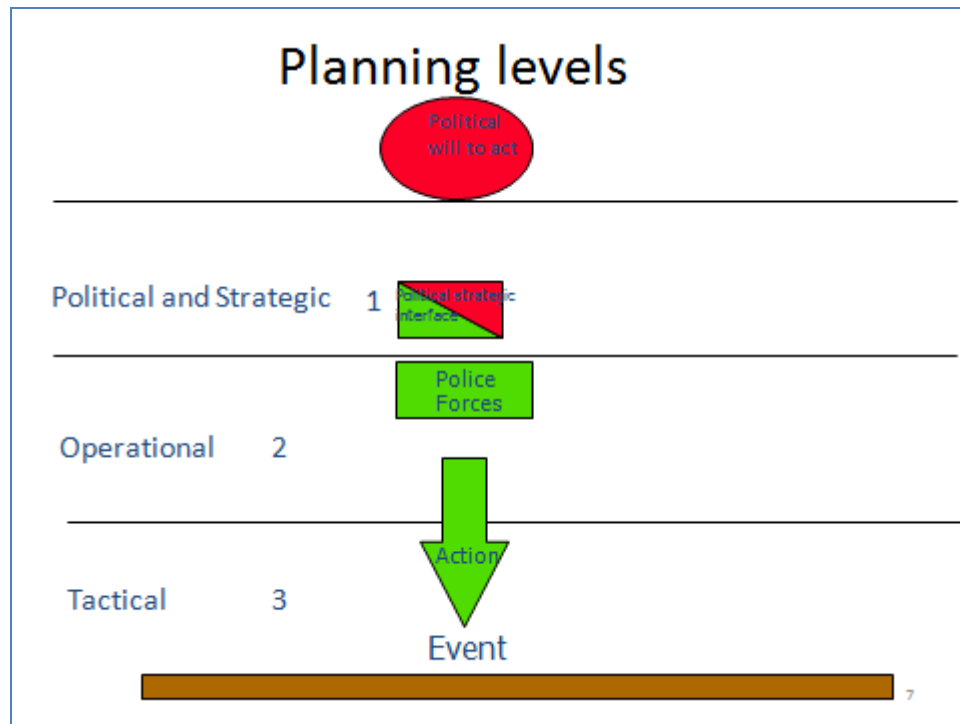 Planning levels
Political
will to act
Political and Strategic 1
Political strategic
interface
Police
Forces
Operational 2
Action
Tactical 3
Event
7